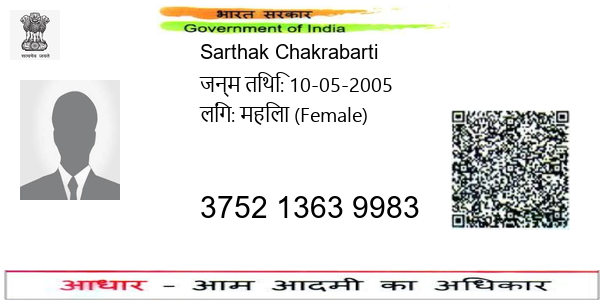 भारत सरकार
Government of India
सत्यमेव जयते
Sarthak Chakrabarti
जन्म तिथि: 10-05-2005
लिंग: महिला (Female)
3752 1363 9983
आधार - आम आदमी का अधिकार